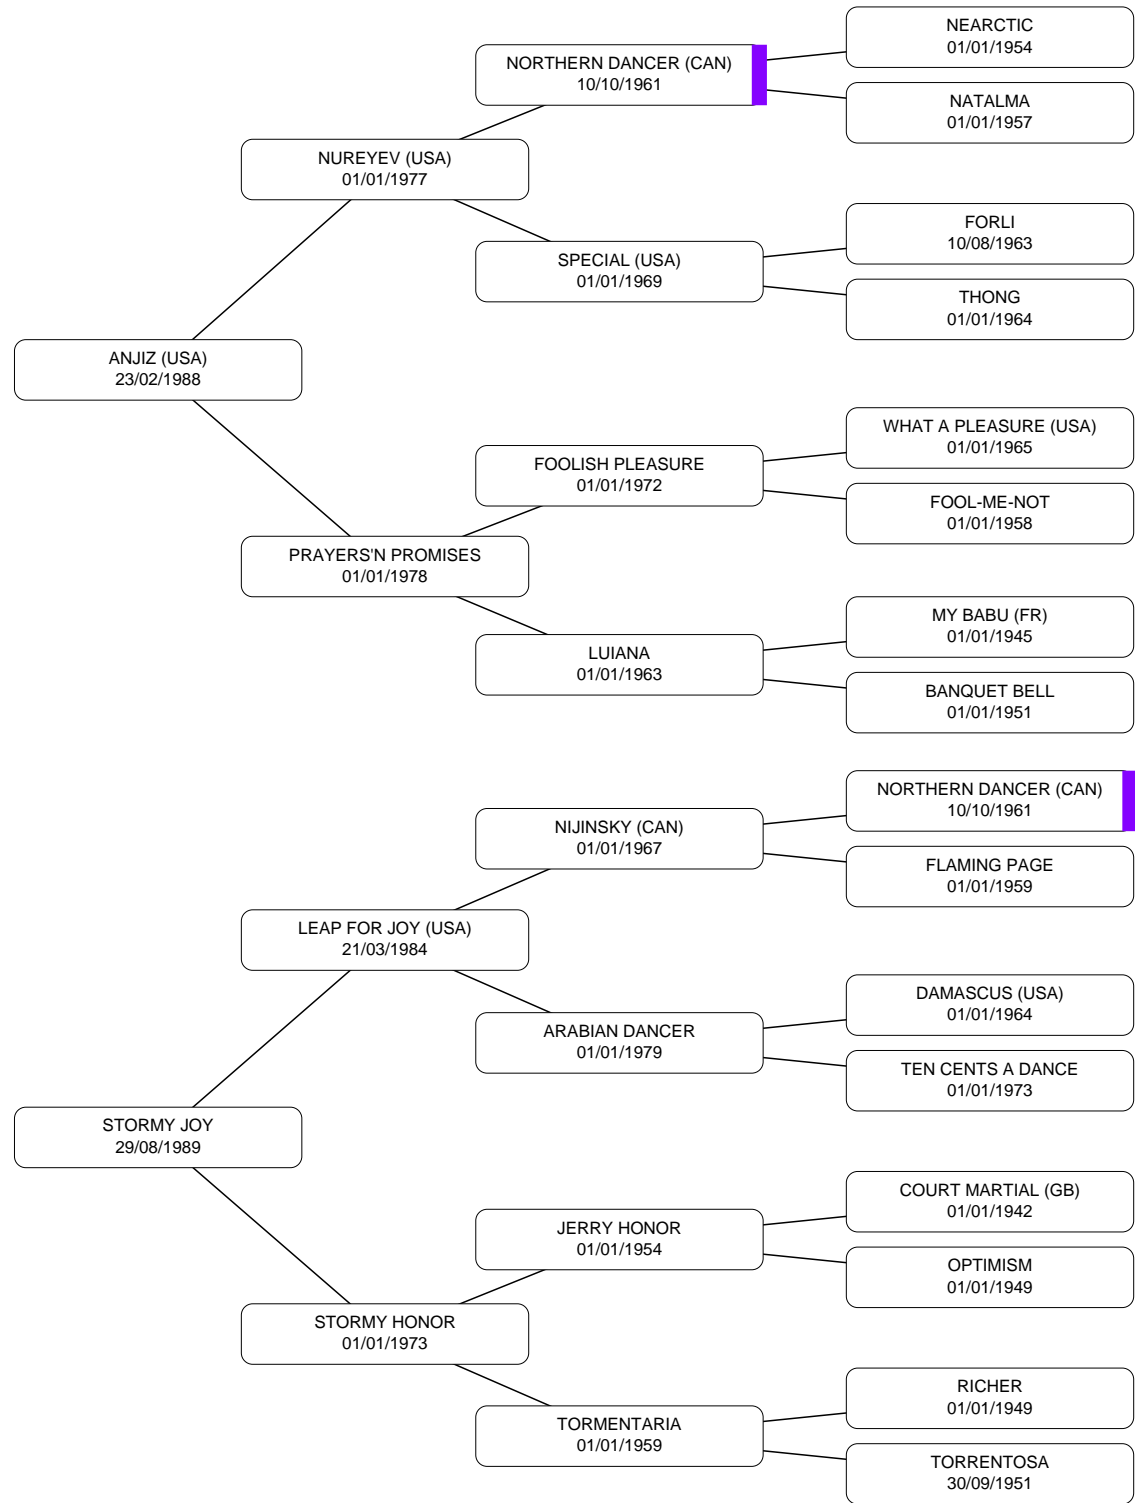 NEARCTIC
01/01/1954
NORTHERN DANCER (CAN)
10/10/1961
NATALMA
01/01/1957
NUREYEV (USA)
01/01/1977
FORLI
10/08/1963
SPECIAL (USA)
01/01/1969
THONG
01/01/1964
ANJIZ (USA)
23/02/1988
WHAT A PLEASURE (USA)
01/01/1965
FOOLISH PLEASURE
01/01/1972
FOOL-ME-NOT
01/01/1958
PRAYERS'N PROMISES
01/01/1978
MY BABU (FR)
01/01/1945
LUIANA
01/01/1963
BANQUET BELL
01/01/1951
NORTHERN DANCER (CAN)
10/10/1961
NIJINSKY (CAN)
01/01/1967
FLAMING PAGE
01/01/1959
LEAP FOR JOY (USA)
21/03/1984
DAMASCUS (USA)
01/01/1964
ARABIAN DANCER
01/01/1979
TEN CENTS A DANCE
01/01/1973
STORMY JOY
29/08/1989
COURT MARTIAL (GB)
01/01/1942
JERRY HONOR
01/01/1954
OPTIMISM
01/01/1949
STORMY HONOR
01/01/1973
RICHER
01/01/1949
TORMENTARIA
01/01/1959
TORRENTOSA
30/09/1951